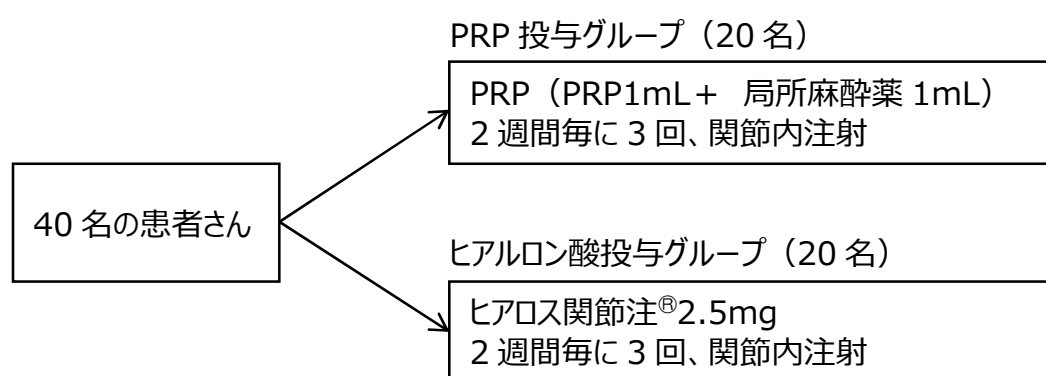 PRP 投与グループ（20 名）
PRP（PRP1mL＋ 局所麻酔薬 1mL）
2 週間毎に 3 回、関節内注射
40 名の患者さん
ヒアルロン酸投与グループ（20 名）
ヒアロス関節注®2.5mg
2 週間毎に 3 回、関節内注射